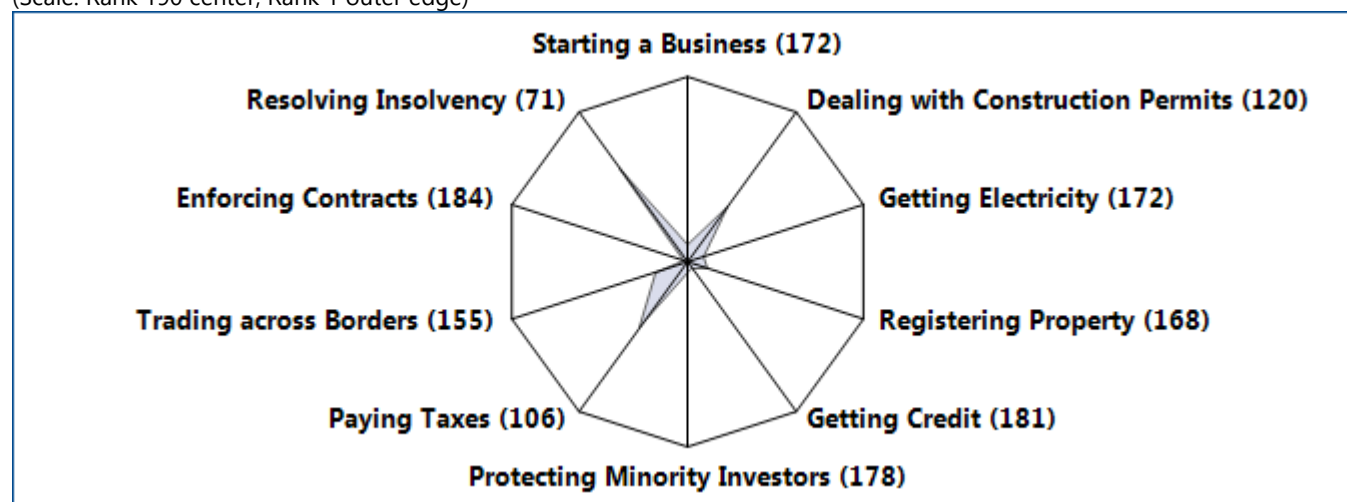 (Scale: Rank 190 center, Rank 1 outer edge)
Starting a Business (172)
Resolving Insolvency (71)
Dealing with Construction Permits (120)
Enforcing Contracts (184)
Getting Electricity (172)
Trading across Borders (155)
Registering Property (168)
Paying Taxes (106)
Getting Credit (181)
Protecting Minority Investors (178)